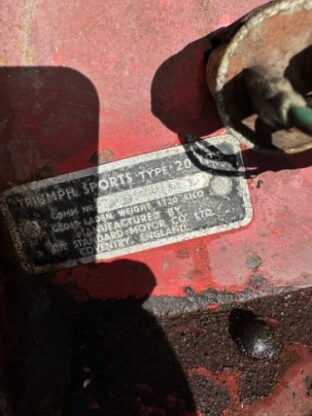 TRIUMPH SPORTS TYPE. 20
COMM NO.
GROSS LADEN WEIGHT 1120 KILO
MANUFACTURED BY
THE STANDARD MOTOR CO. LTD.
COVENTRY, ENGLAND